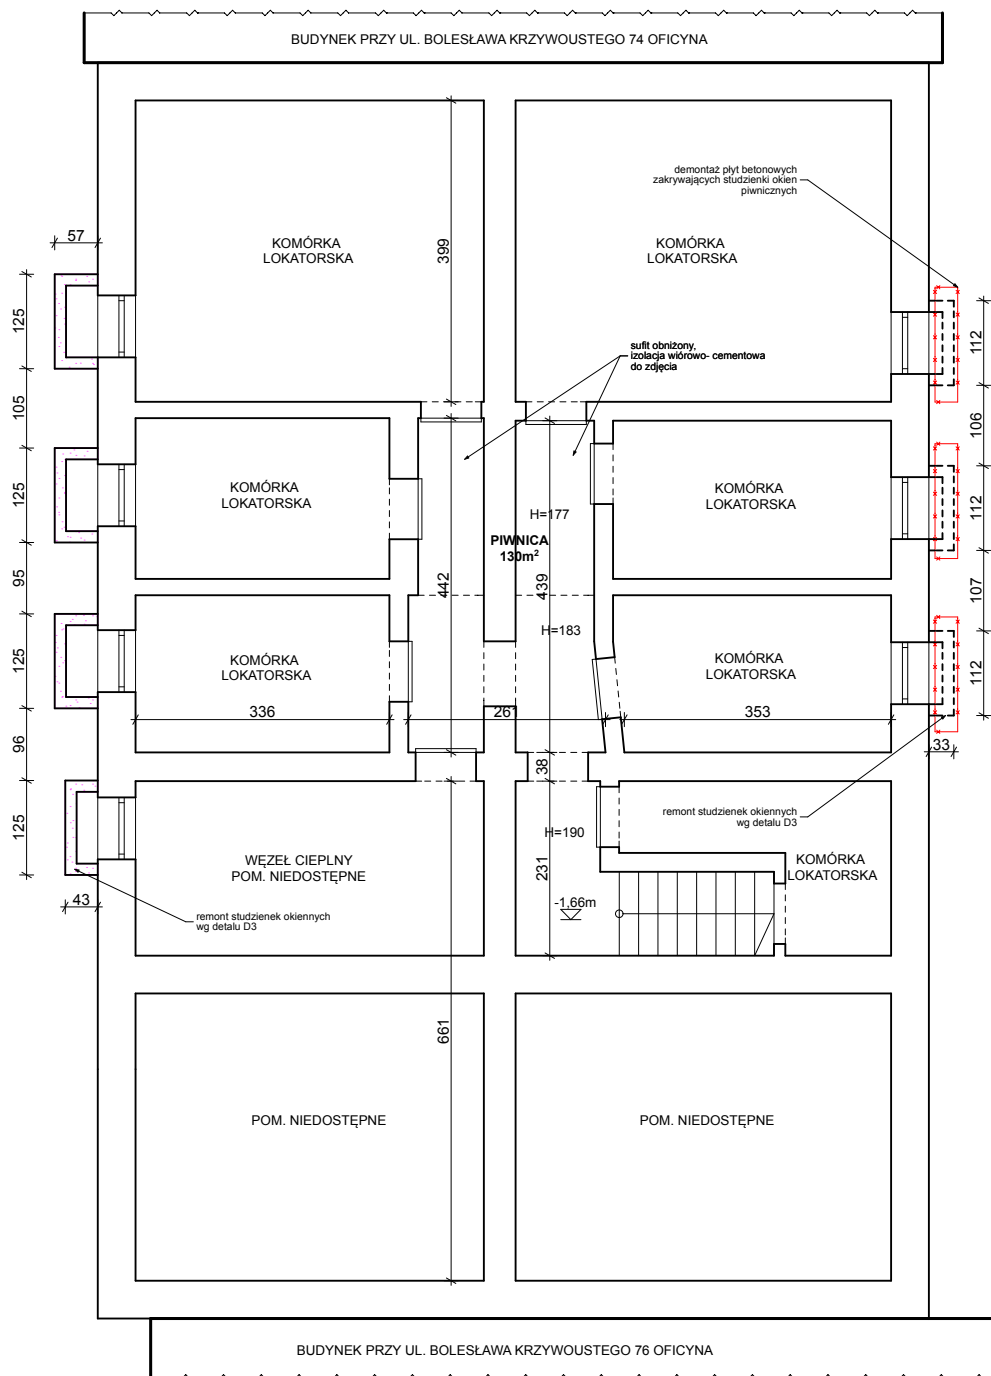 BUDYNEK PRZY UL. BOLESŁAWA KRZYWOUSTEGO 74 OFICYNA
demontaż płyt betonowych
zakrywających studzienki okien
piwnicznych
57
KOMÓRKA
LOKATORSKA
399
KOMÓRKA
LOKATORSKA
125
112
sufit obniżony,
izolacja wiórowo- cementowa
do zdjęcia
105
106
125
KOMÓRKA
LOKATORSKA
H=177
KOMÓRKA
LOKATORSKA
112
PIWNICA
130m²
95
442
439
107
H=183
125
KOMÓRKA
LOKATORSKA
KOMÓRKA
LOKATORSKA
112
336
261
353
96
38
33
125
WĘZEŁ CIEPLNY
POM. NIEDOSTĘPNE
H=190
231
remont studzienek okiennych
wg detalu D3
KOMÓRKA
LOKATORSKA
43
remont studzienek okiennych
wg detalu D3
-1,66m
661
POM. NIEDOSTĘPNE
POM. NIEDOSTĘPNE
BUDYNEK PRZY UL. BOLESŁAWA KRZYWOUSTEGO 76 OFICYNA